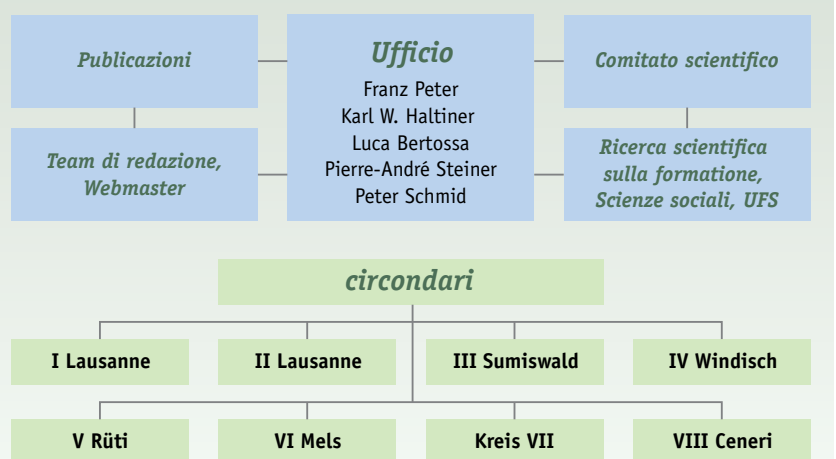 Publicazioni
Ufficio
Franz Peter
Karl W. Haltiner
Luca Bertossa
Pierre-André Steiner
Peter Schmid
Comitato scientifico
Team di redazione,
Webmaster
Ricerca scientifica
sulla formatione,
Scienze sociali, UFS
circondari
I Lausanne
II Lausanne
III Sumiswald
IV Windisch
V Rüti
VI Mels
Kreis VII
VIII Ceneri